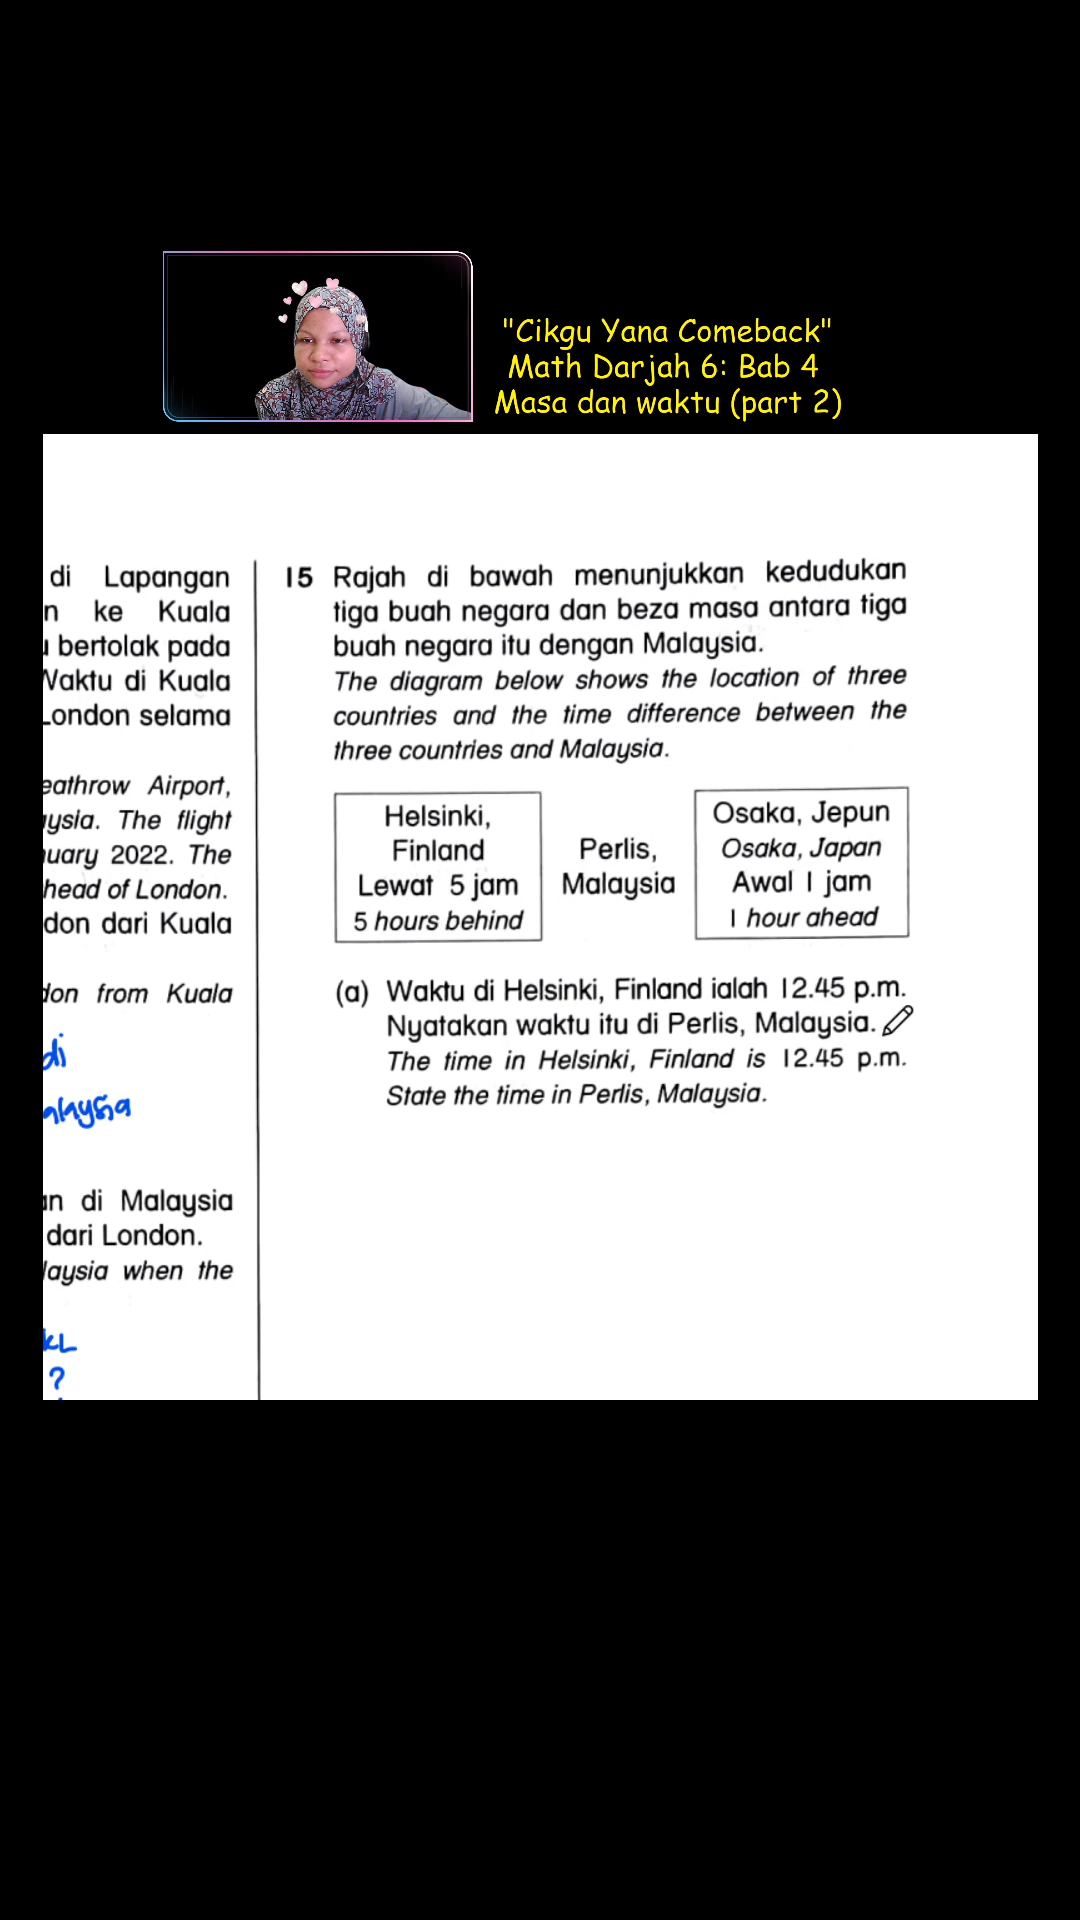 "Cikgu Yana Comeback"
Math Darjah 6: Bab 4
Masa dan waktu (part 2)
di Lapangan
ke Kuala
bertolak pada
Waktu di Kuala
London selama
Airport,
The flight
2022. The
of London.
dari Kuala
from Kuala
di
di Malaysia
dari London.
when the
KL
?
15 Rajah di bawah menunjukkan kedudukan
tiga buah negara dan beza masa antara tiga
buah negara itu dengan Malaysia.
The diagram below shows the location of three
countries and the time difference between the
three countries and Malaysia.
Helsinki,
Finland
Lewat 5 jam
5 hours behind
Perlis,
Malaysia
Osaka, Jepun
Osaka, Japan
Awal 1 jam
1 hour ahead
(a) Waktu di Helsinki, Finland ialah 12.45 p.m.
Nyatakan waktu itu di Perlis, Malaysia.
The time in Helsinki, Finland is 12.45 p.m.
State the time in Perlis, Malaysia.